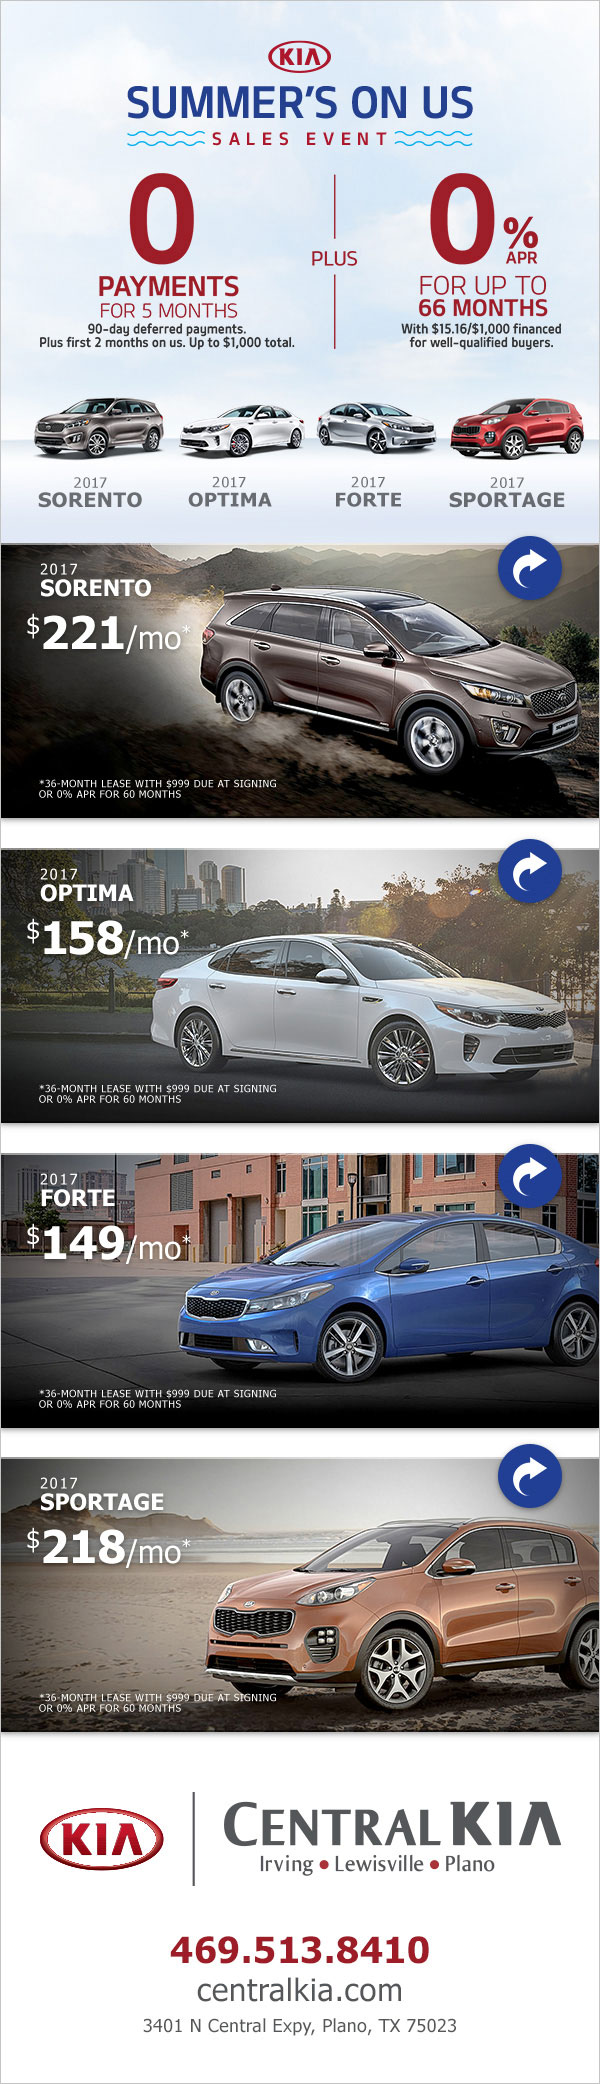 KIA
SUMMER'S ON US
SALES EVENT
0
PAYMENTS
FOR 5 MONTHS
90-day deferred payments.
Plus first 2 months on us. Up to $1,000 total.
PLUS
0% APR
FOR UP TO
66 MONTHS
With $15.16/$1,000 financed
for well-qualified buyers.
2017
SORENTO
2017
OPTIMA
2017
FORTE
2017
SPORTAGE
2017
SORENTO
$221/mo*
*36-MONTH LEASE WITH $999 DUE AT SIGNING
OR 0% APR FOR 60 MONTHS
2017
OPTIMA
$158/mo*
*36-MONTH LEASE WITH $999 DUE AT SIGNING
OR 0% APR FOR 60 MONTHS
2017
FORTE
$149/mo*
*36-MONTH LEASE WITH $999 DUE AT SIGNING
OR 0% APR FOR 60 MONTHS
2017
SPORTAGE
$218/mo*
*36-MONTH LEASE WITH $999 DUE AT SIGNING
OR 0% APR FOR 60 MONTHS
KIA
CENTRAL KIA
Irving • Lewisville • Plano
469.513.8410
centralkia.com
3401 N Central Expy, Plano, TX 75023